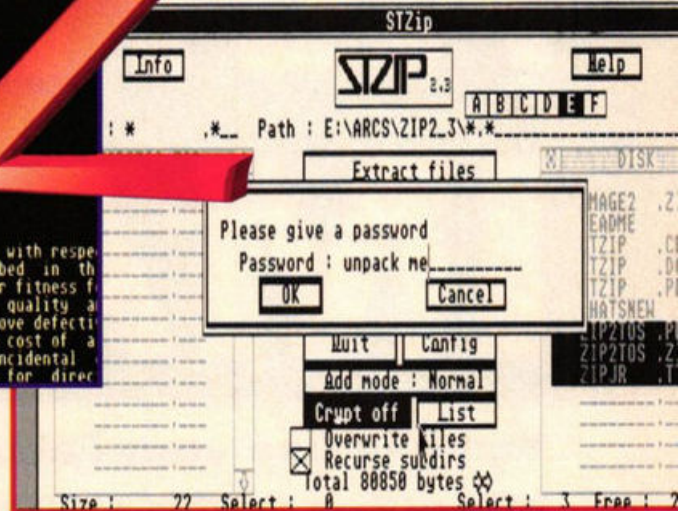 STZip
Info
STZIP 2.3
Help
A B C D E F
: * .*__ Path : E:\ARCS\ZIP2_3\*.*
Extract files
DISK
Please give a password
Password : unpack me__________
OK Cancel
MAGE2 .Z
EADME
TZIP
TZIP
TZIP
HATSNEW
ZIP2TOS
ZIP2TOS .Z
ZIPJR .T
with respe
bed in th
r fitness f
quality a
ove defecti
cost of a
ncidental
for direc
Quit Config
Add mode : Normal
Crypt off List
Overwrite files
Recurse subdirs
Total 80850 bytes
Size : 22 Select : 0 Select : 3 Free : 2